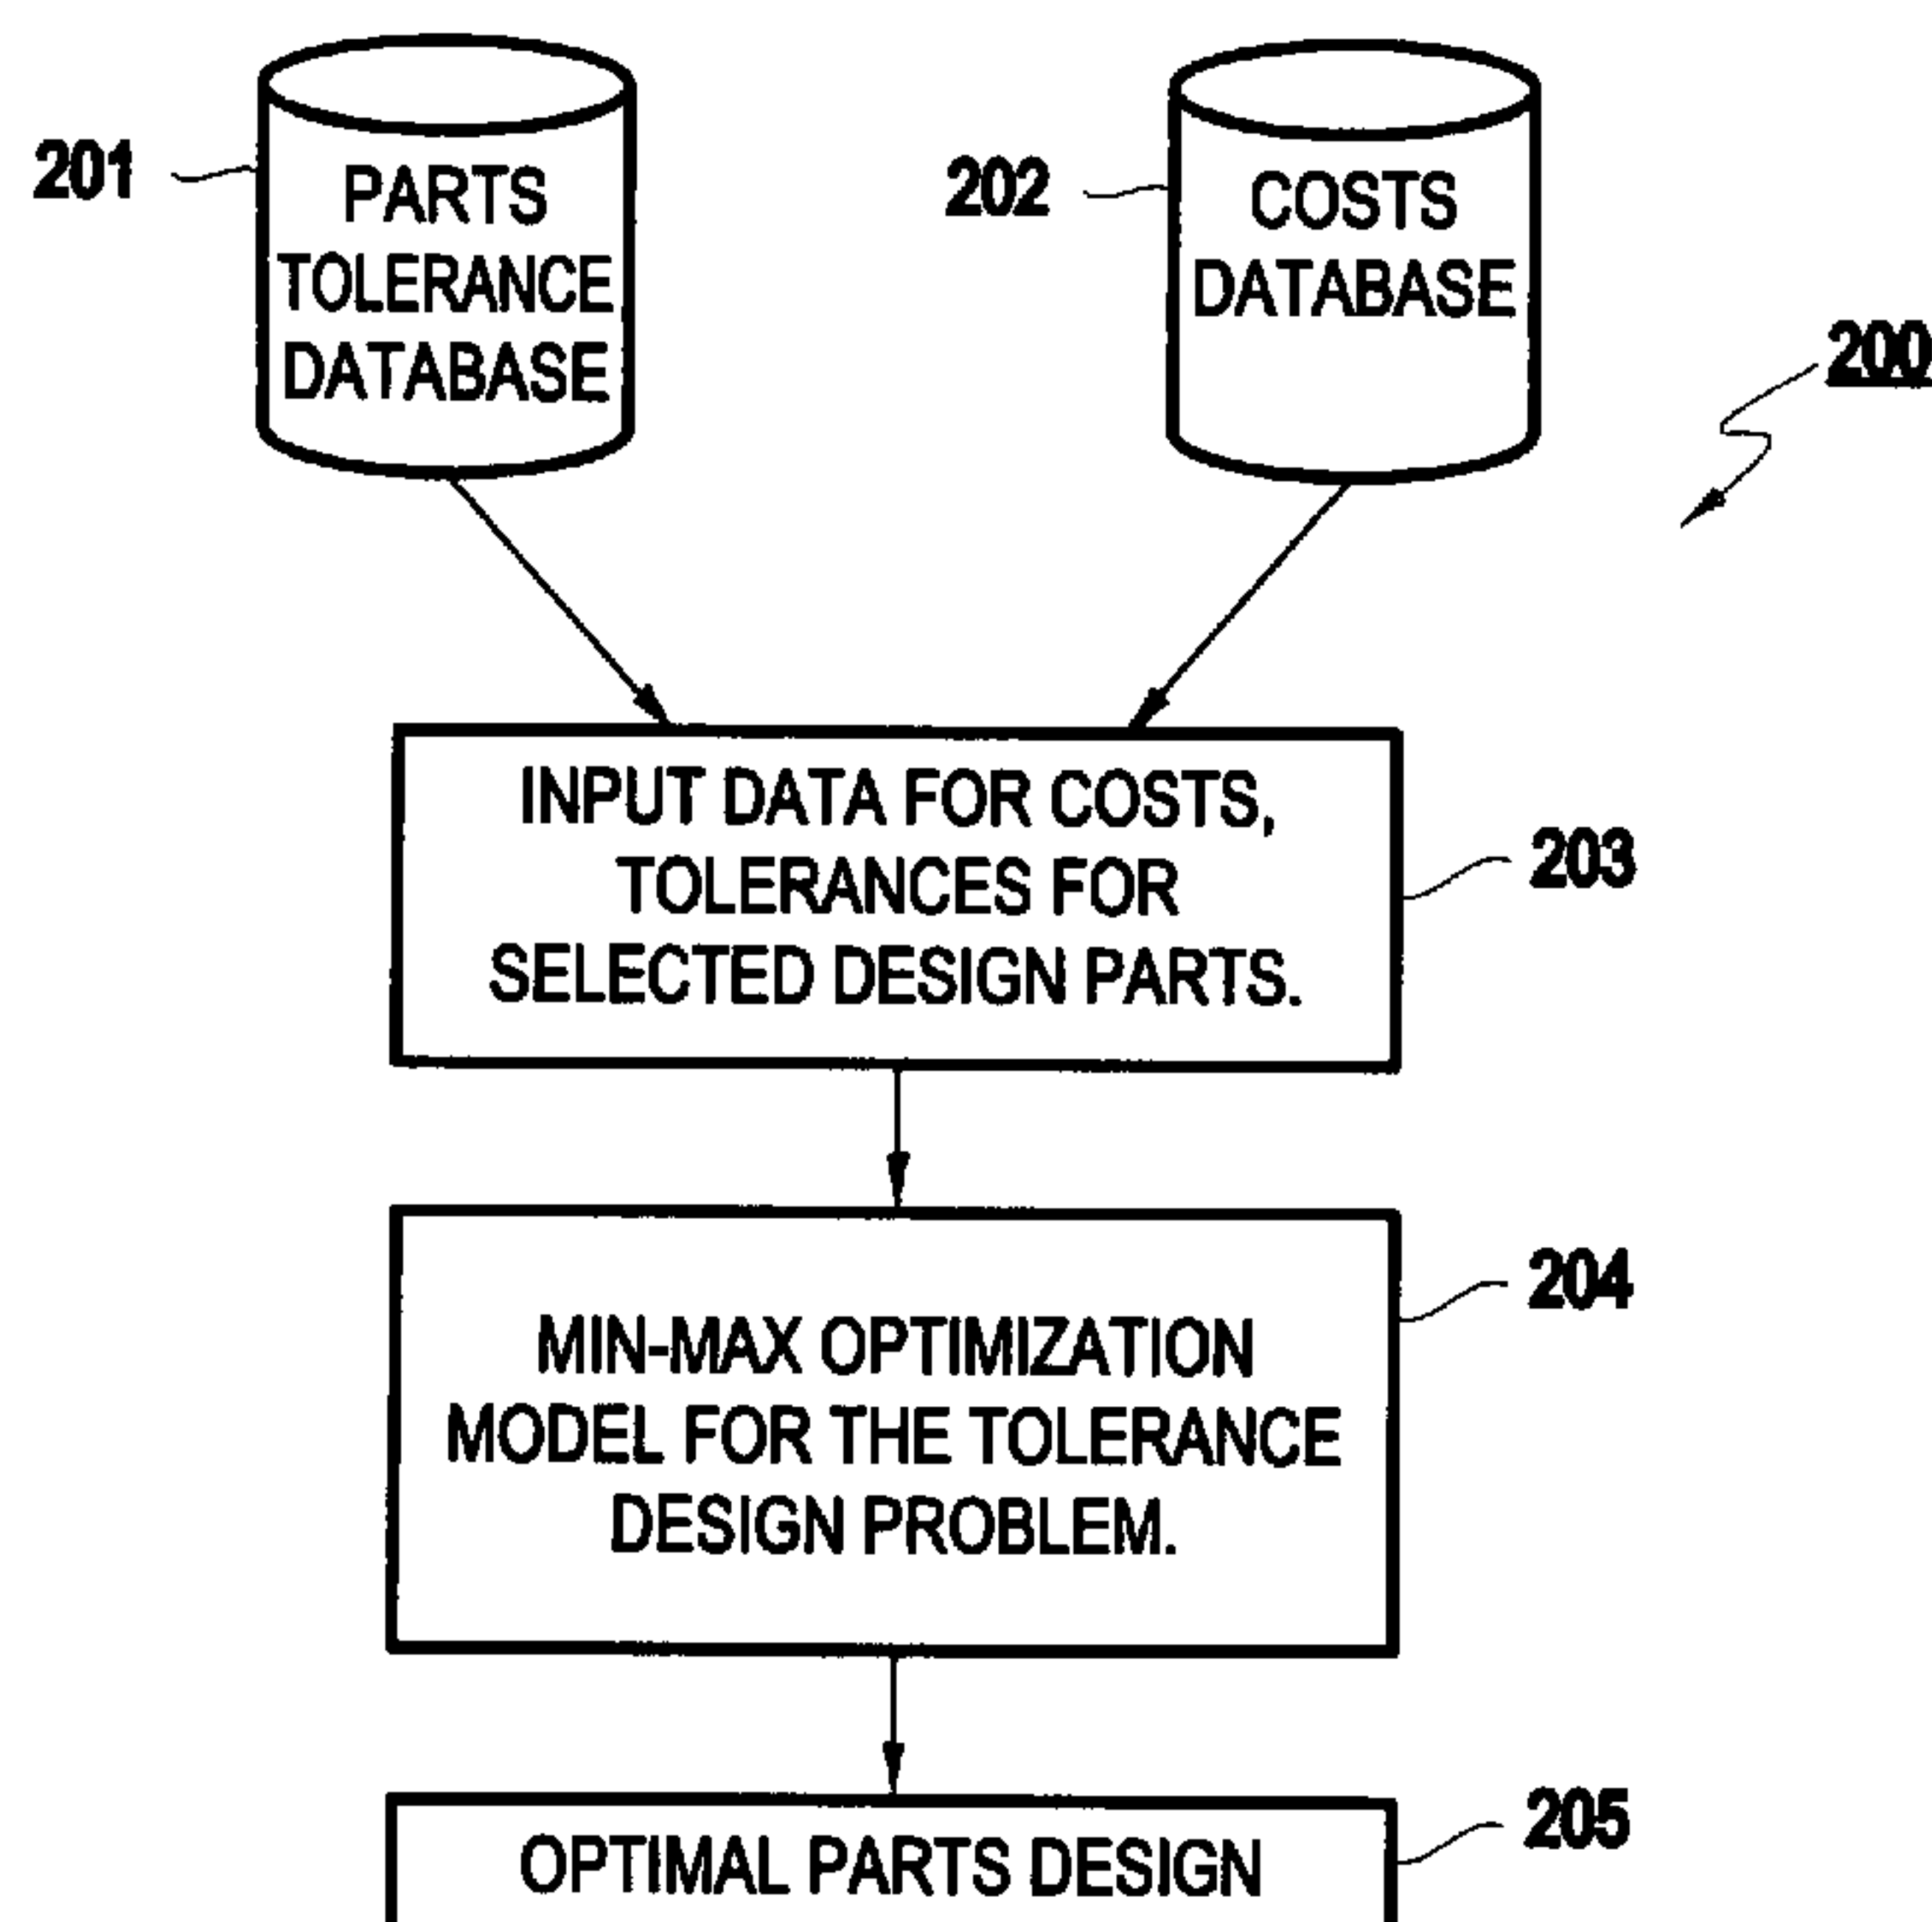 201
PARTS
TOLERANCE
DATABASE
202
COSTS
DATABASE
200
INPUT DATA FOR COSTS,
TOLERANCES FOR
SELECTED DESIGN PARTS.
203
MIN-MAX OPTIMIZATION
MODEL FOR THE TOLERANCE
DESIGN PROBLEM.
204
OPTIMAL PARTS DESIGN
205